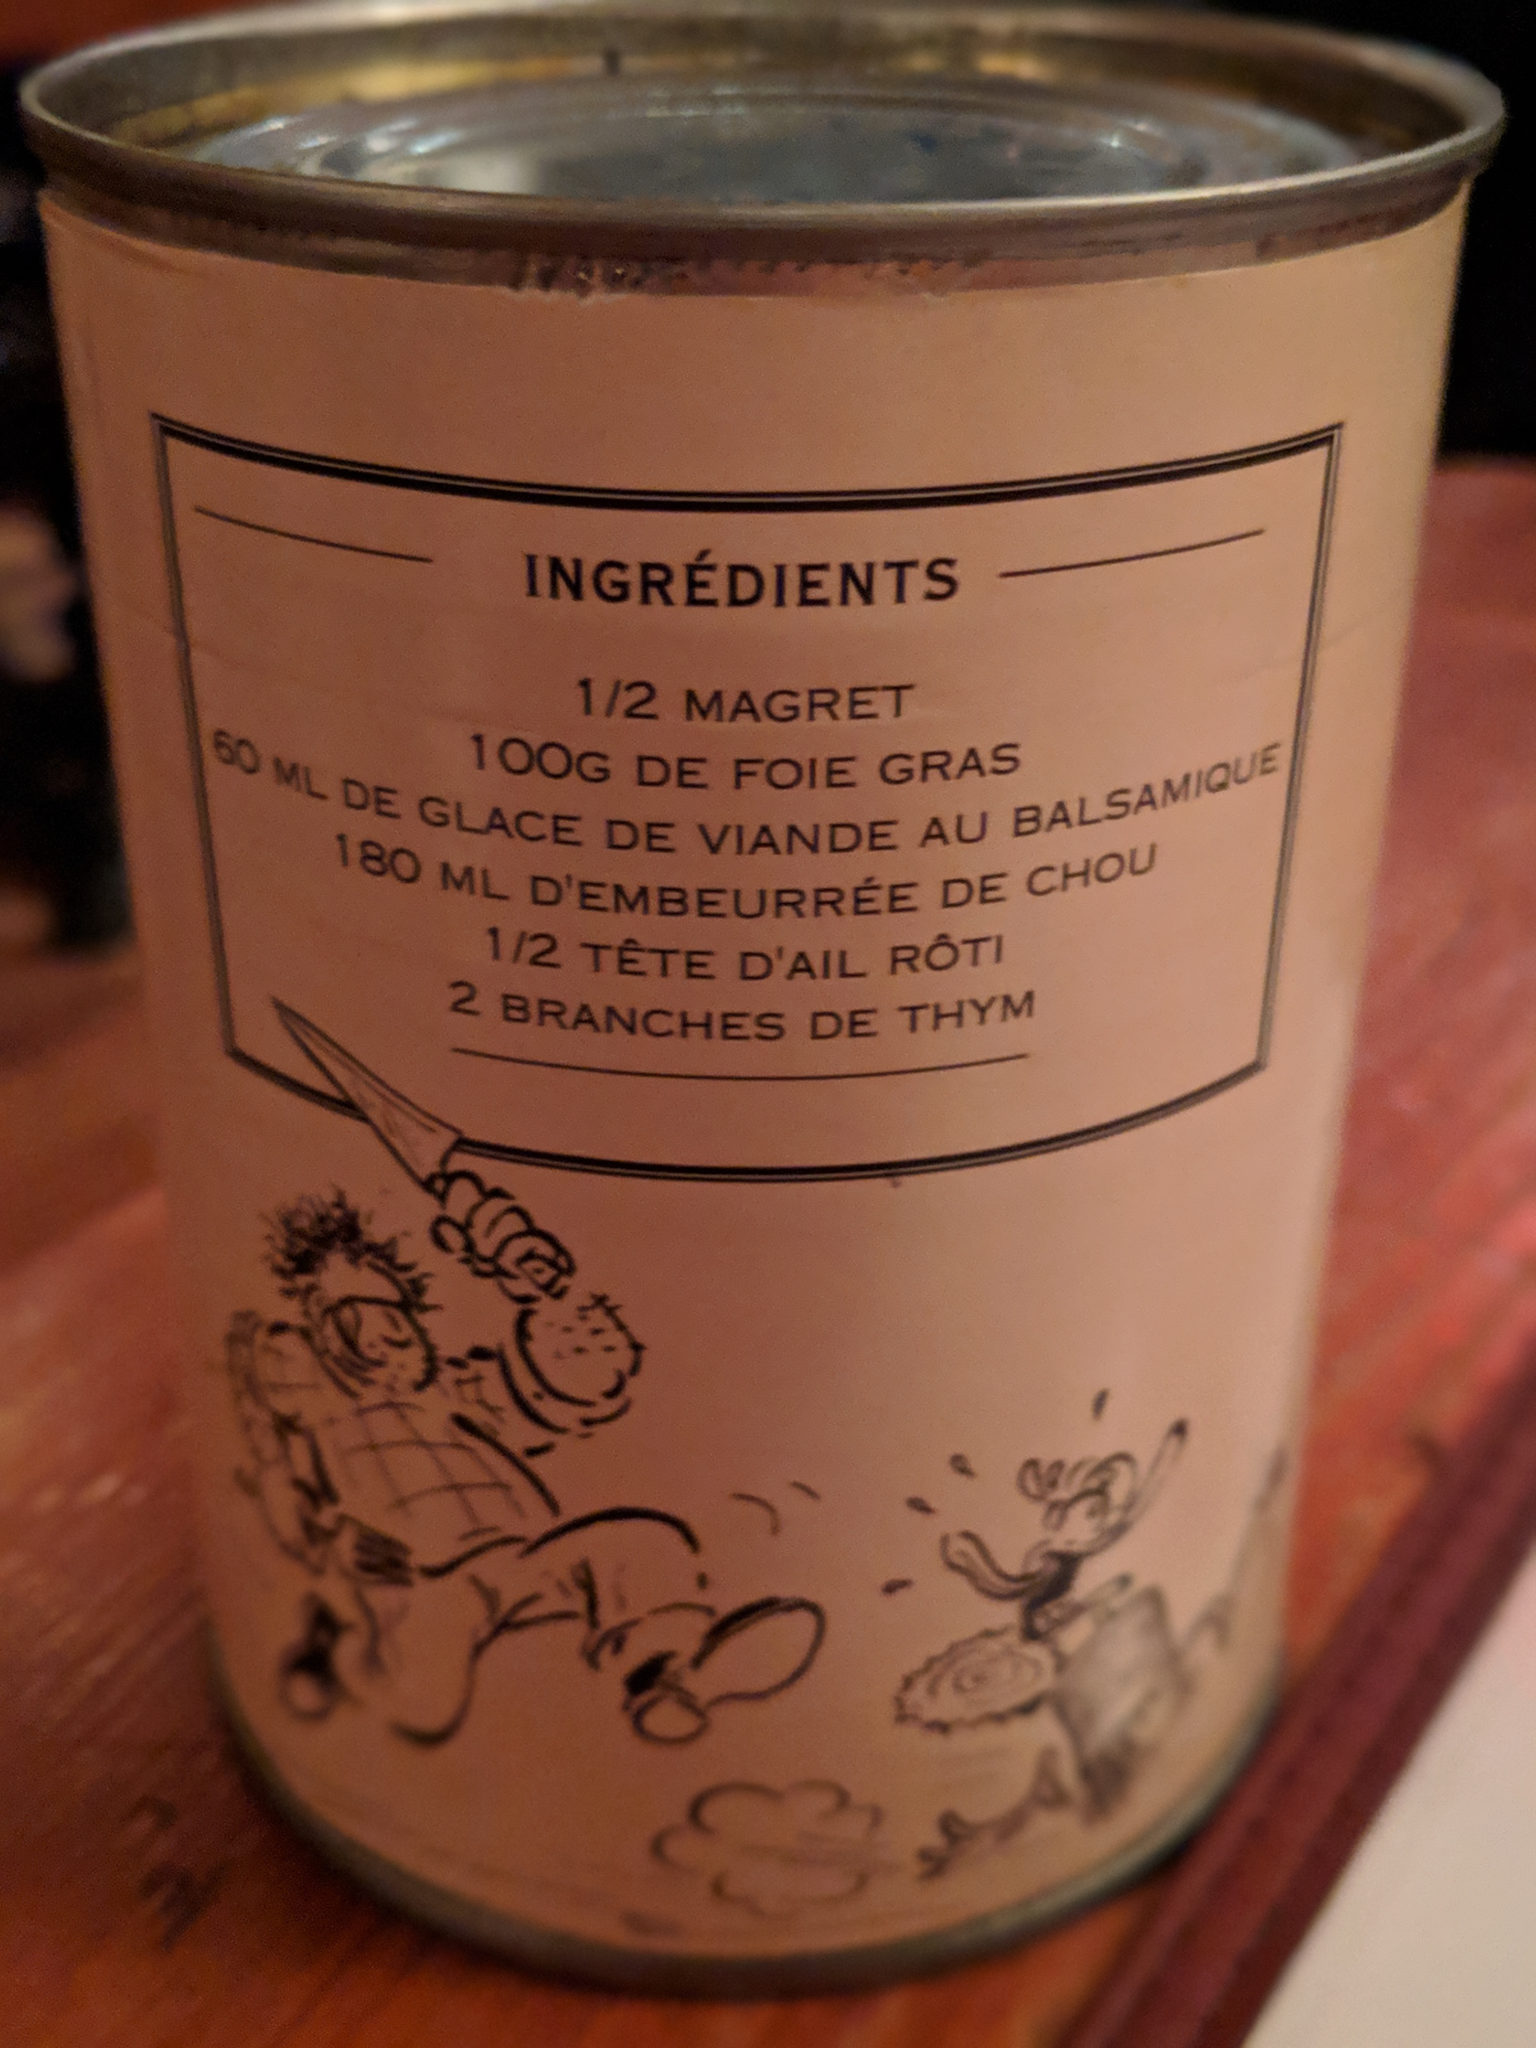 INGRÉDIENTS
1/2 MAGRET
100G DE FOIE GRAS
60 ML DE GLACE DE VIANDE AU BALSAMIQUE
180 ML D'EMBEURRÉE DE CHOU
1/2 TÊTE D'AIL RÔTI
2 BRANCHES DE THYM